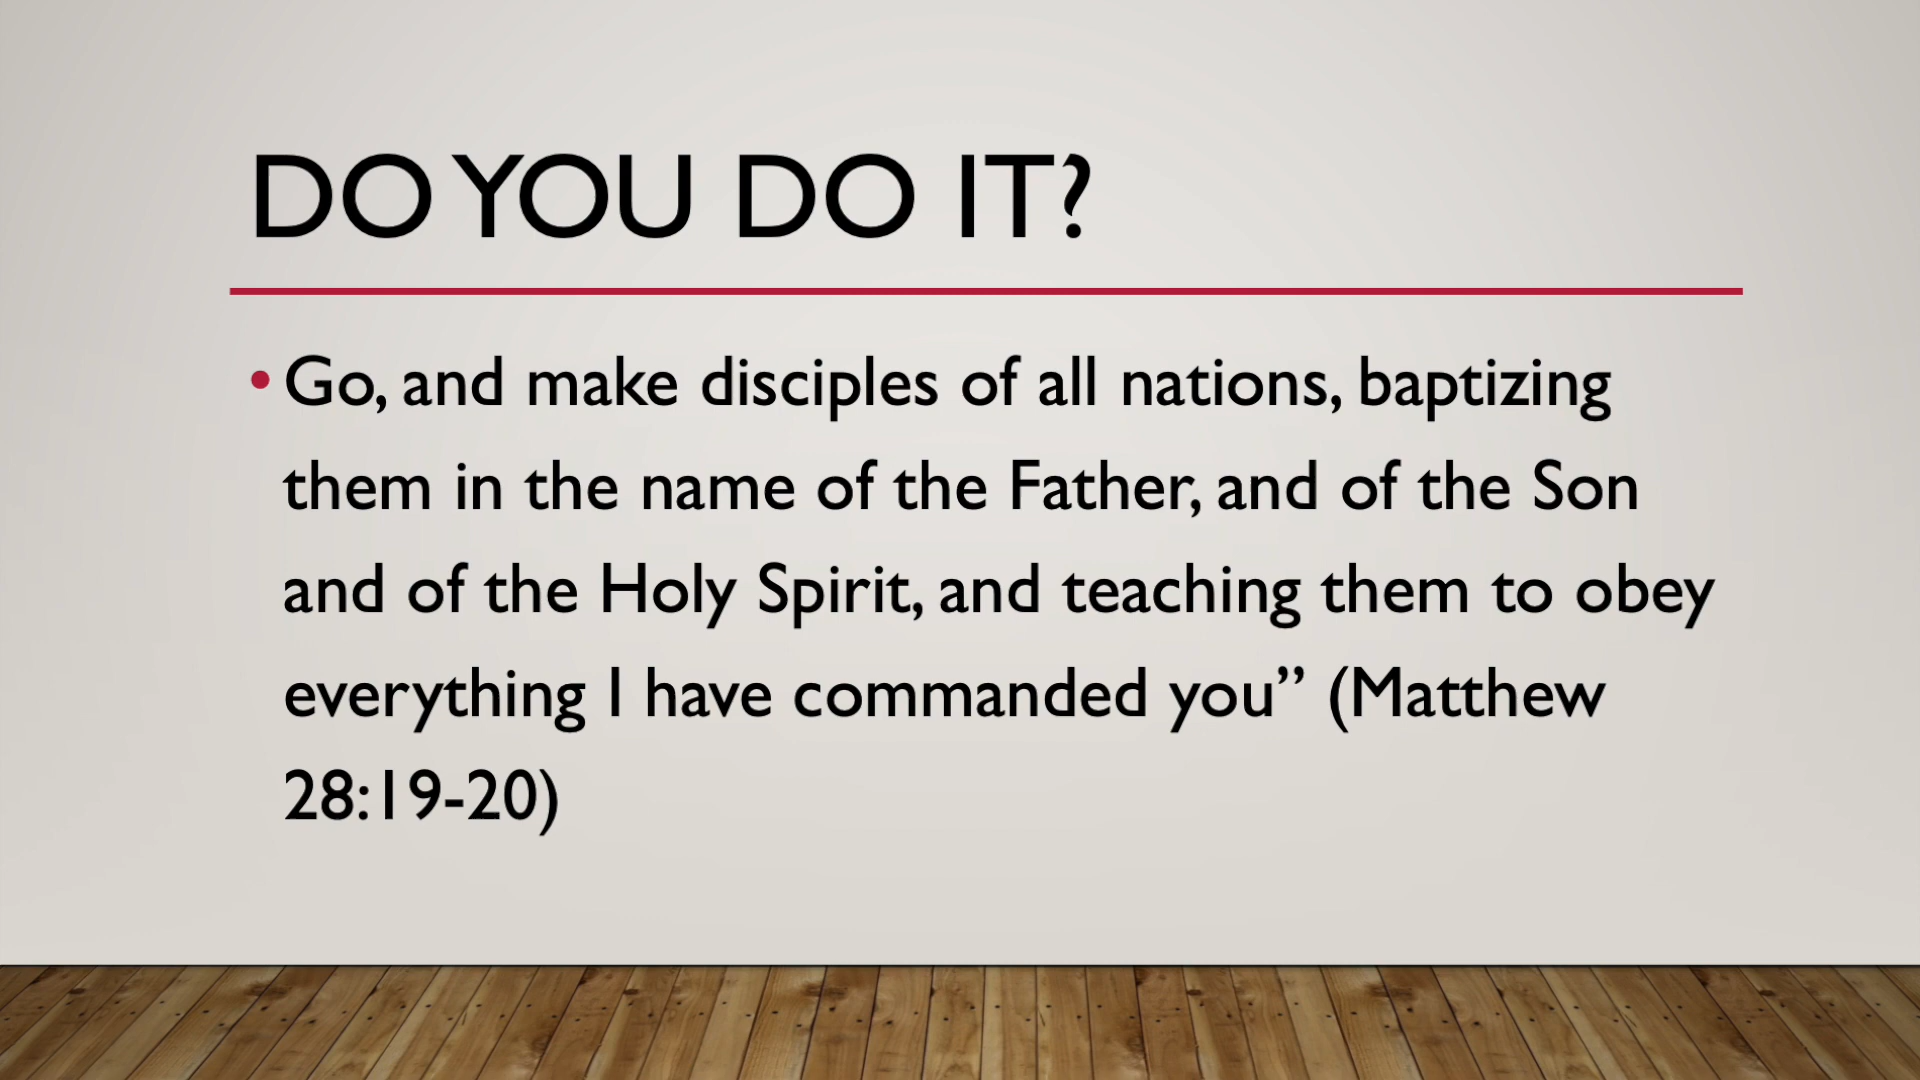 DO YOU DO IT?
• Go, and make disciples of all nations, baptizing
them in the name of the Father, and of the Son
and of the Holy Spirit, and teaching them to obey
everything I have commanded you” (Matthew
28:19-20)